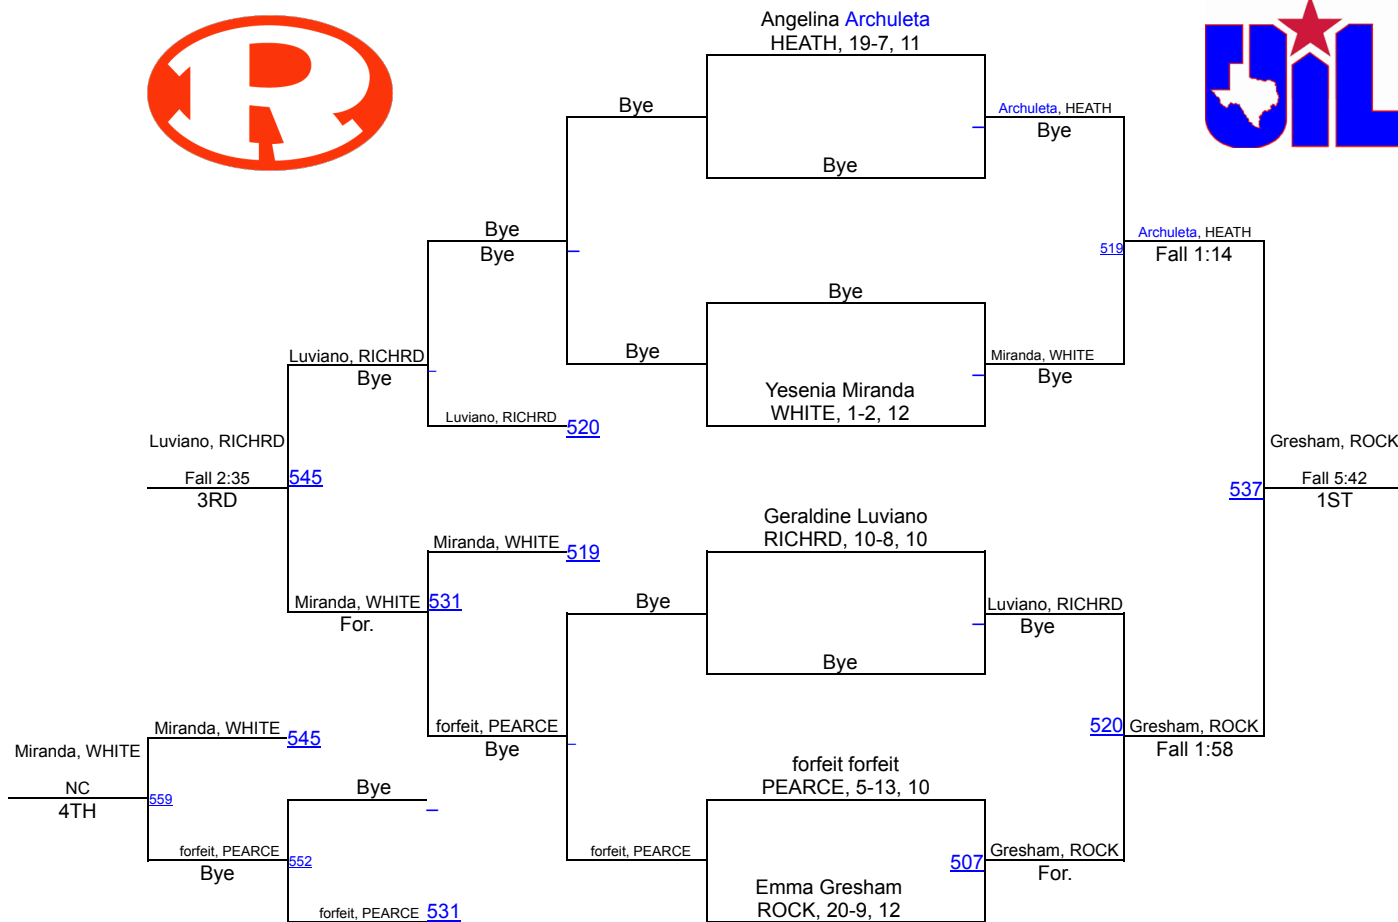 R
UIL
Angelina Archuleta
HEATH, 19-7, 11
Bye
Archuleta, HEATH
Bye
Bye
Bye
Bye
Archuleta, HEATH
519
Fall 1:14
Bye
Bye
Miranda, WHITE
Bye
Luviano, RICHRD
Bye
Yesenia Miranda
WHITE, 1-2, 12
Luviano, RICHRD 520
Luviano, RICHRD
Fall 2:35
545
3RD
Gresham, ROCK
537
Fall 5:42
1ST
Geraldine Luviano
RICHRD, 10-8, 10
Miranda, WHITE 519
Miranda, WHITE 531
For.
Bye
Luviano, RICHRD
Bye
Bye
forfeit, PEARCE
Bye
520
Gresham, ROCK
Fall 1:58
Miranda, WHITE 545
Miranda, WHITE
NC
559
4TH
Bye
forfeit forfeit
PEARCE, 5-13, 10
forfeit, PEARCE 552
Bye
forfeit, PEARCE
507
Gresham, ROCK
For.
Emma Gresham
ROCK, 20-9, 12
forfeit, PEARCE 531